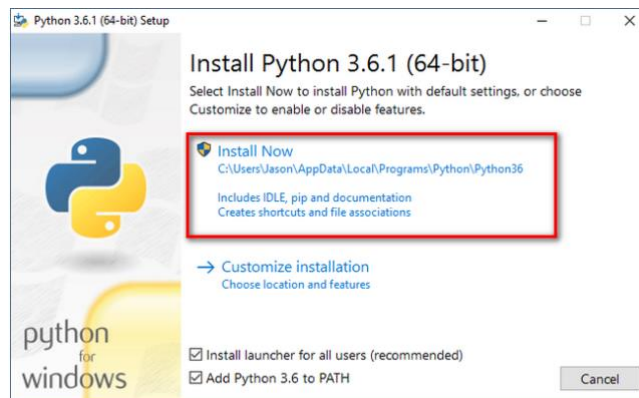 Python 3.6.1 (64-bit) Setup
Install Python 3.6.1 (64-bit)
Select Install Now to install Python with default settings, or choose
Customize to enable or disable features.
Install Now
C:\Users\Jason\AppData\Local\Programs\Python\Python36
Includes IDLE, pip and documentation
Creates shortcuts and file associations
Customize installation
Choose location and features
Install launcher for all users (recommended)
Add Python 3.6 to PATH
python
for
windows
Cancel